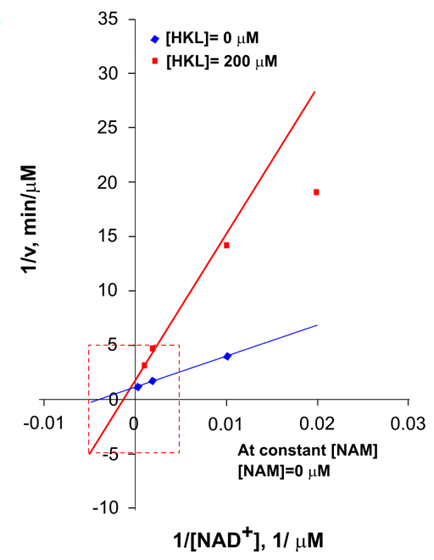 35
[HKL]= 0 μM
[HKL]= 200 μM
30
25
20
15
10
5
0
-5
-10
-0.01
0
0.01
0.02
0.03
1/v, min/μM
At constant [NAM]
[NAM]=0 μM
1/[NAD+], 1/ μM